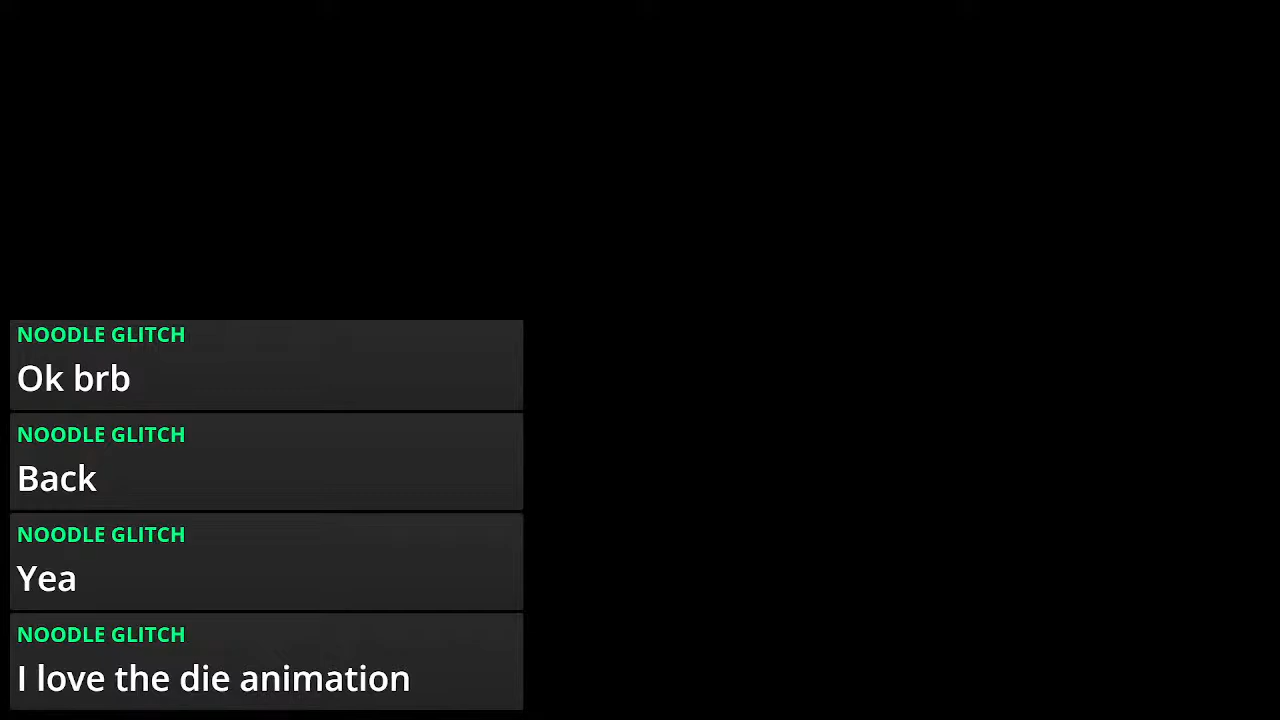 NOODLE GLITCH
Ok brb
NOODLE GLITCH
Back
NOODLE GLITCH
Yea
NOODLE GLITCH
I love the die animation